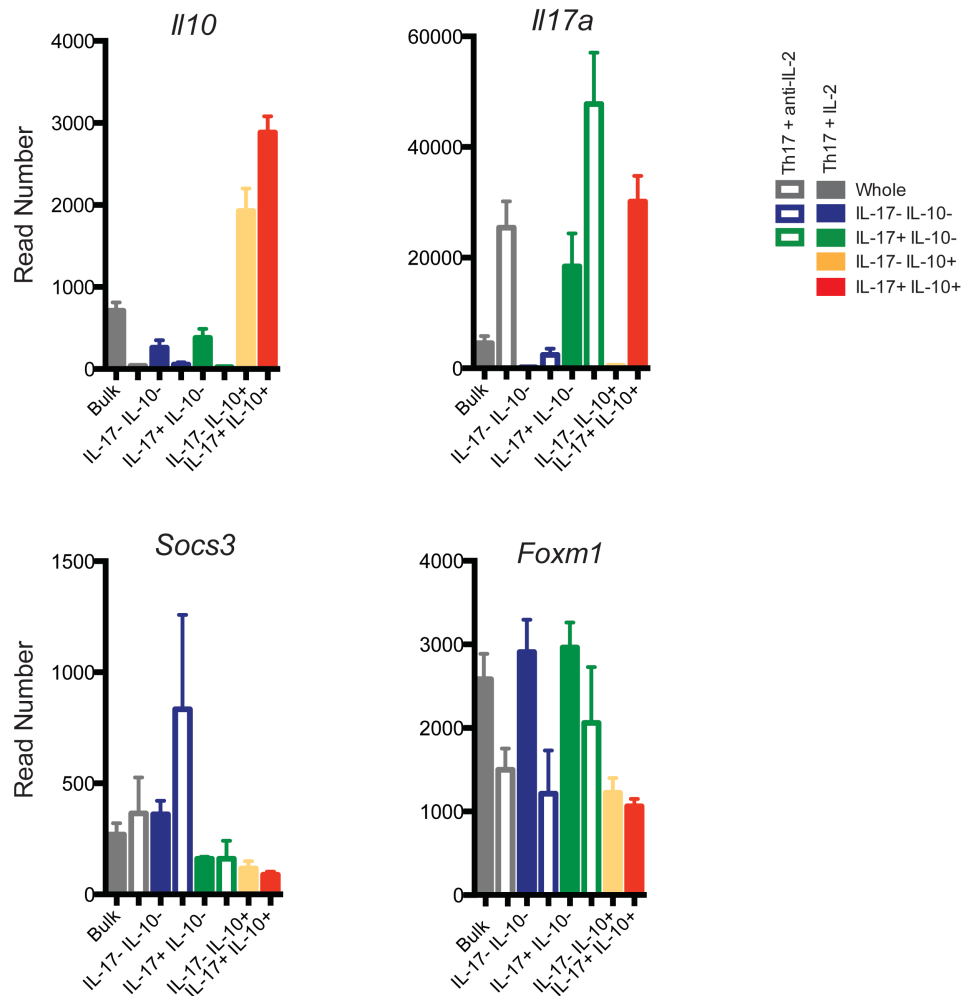 Il10
Read Number
4000
3000
2000
1000
0
Bulk
IL-17- IL-10-
IL-17+ IL-10-
IL-17- IL-10+
IL-17+ IL-10+
Il17a
60000
40000
20000
0
Bulk
IL-17- IL-10-
IL-17+ IL-10-
IL-17- IL-10+
IL-17+ IL-10+
Th17 + anti-IL-2
Th17 + IL-2
Whole
IL-17- IL-10-
IL-17+ IL-10-
IL-17- IL-10+
IL-17+ IL-10+
Socs3
Read Number
1500
1000
500
0
Bulk
IL-17- IL-10-
IL-17+ IL-10-
IL-17- IL-10+
IL-17+ IL-10+
Foxm1
4000
3000
2000
1000
0
Bulk
IL-17- IL-10-
IL-17+ IL-10-
IL-17- IL-10+
IL-17+ IL-10+